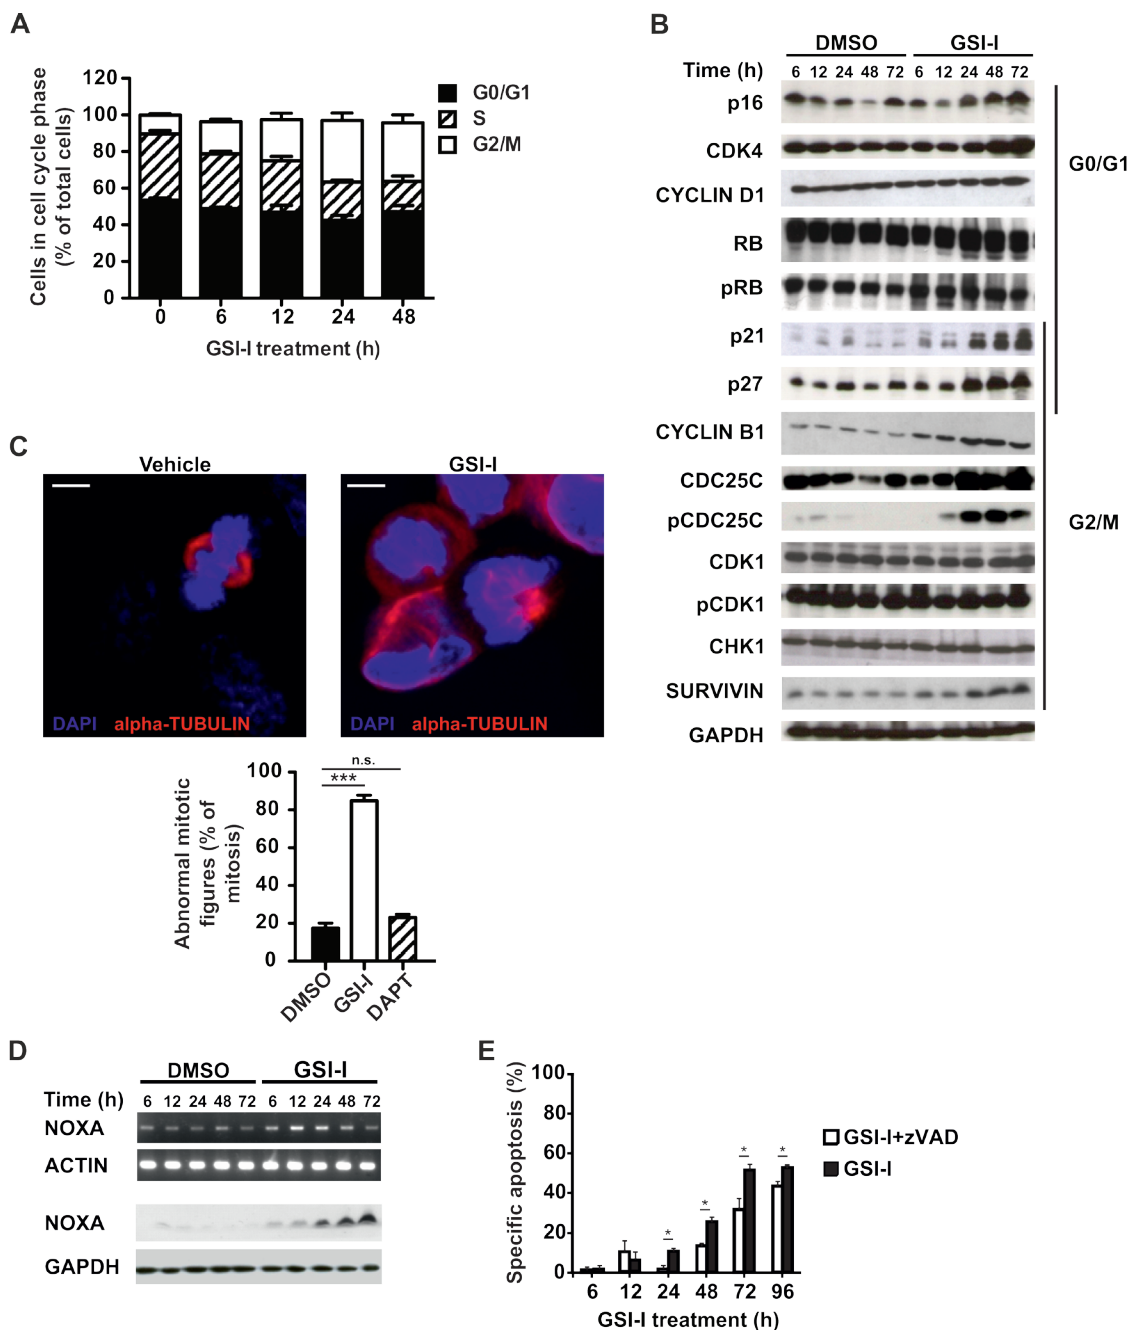 A
Cells in cell cycle phase
(% of total cells)
120
100
80
60
40
20
0
0 6 12 24 48
GSI-I treatment (h)
G0/G1
S
G2/M
B
DMSO GSI-I
Time (h) 6 12 24 48 72 6 12 24 48 72
p16
CDK4
CYCLIN D1
RB
pRB
p21
p27
CYCLIN B1
CDC25C
pCDC25C
CDK1
pCDK1
CHK1
SURVIVIN
GAPDH
G0/G1
G2/M
C
Vehicle GSI-I
DAPI alpha-TUBULIN DAPI alpha-TUBULIN
Abnormal mitotic
figures (% of
mitosis)
100
80
60
40
20
0
n.s.
***
DMSO
GSI-I
DAPT
D
DMSO GSI-I
Time (h) 6 12 24 48 72 6 12 24 48 72
NOXA
ACTIN
NOXA
GAPDH
E
Specific apoptosis (%)
100
80
60
40
20
0
* * * *
6 12 24 48 72 96
GSI-I treatment (h)
GSI-I+zVAD
GSI-I